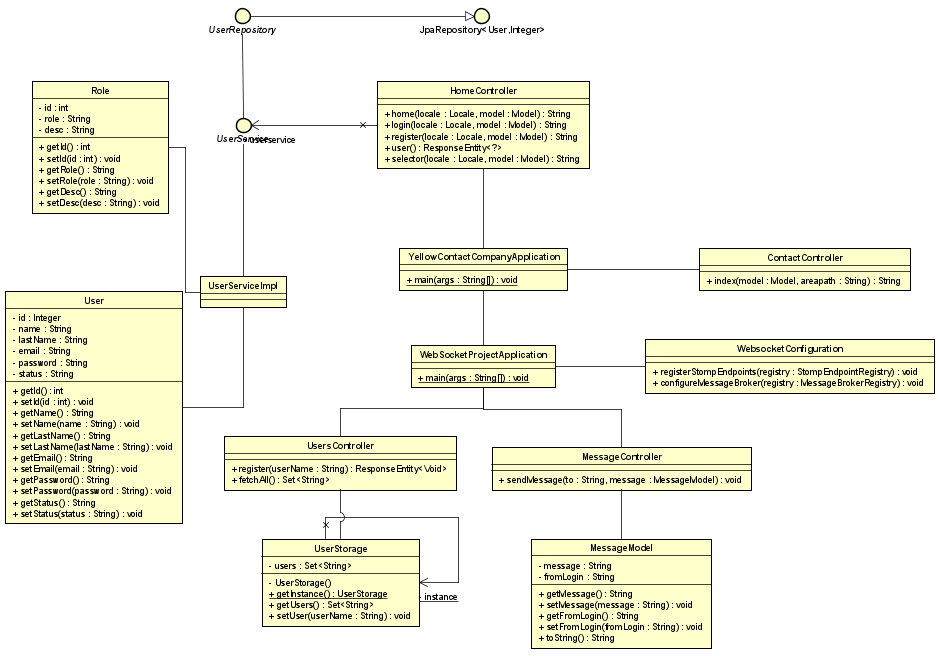 UserRepository
JpaRepository<User,Integer>
Role
- id : int
- role : String
- desc : String
+ getId() : int
+ setId(id : int) : void
+ getRole() : String
+ setRole(role : String) : void
+ getDesc() : String
+ setDesc(desc : String) : void
HomeController
+ home(locale : Locale, model : Model) : String
+ login(locale : Locale, model : Model) : String
+ register(locale : Locale, model : Model) : String
+ user() : ResponseEntity<?>
+ selector(locale : Locale, model : Model) : String
UserService
- userservice
YellowContactCompanyApplication
+ main(args : String[]) : void
ContactController
+ index(model : Model, areapath : String) : String
UserServiceImpl
User
- id : Integer
- name : String
- lastName : String
- email : String
- password : String
- status : String
+ getId() : int
+ setId(id : int) : void
+ getName() : String
+ setName(name : String) : void
+ getLastName() : String
+ setLastName(lastName : String) : void
+ getEmail() : String
+ setEmail(email : String) : void
+ getPassword() : String
+ setPassword(password : String) : void
+ getStatus() : String
+ setStatus(status : String) : void
WebSocketProjectApplication
+ main(args : String[]) : void
WebsocketConfiguration
+ registerStompEndpoints(registry : StompEndpointRegistry) : void
+ configureMessageBroker(registry : MessageBrokerRegistry) : void
UsersController
+ register(userName : String) : ResponseEntity<Void>
+ fetchAll() : Set<String>
MessageController
+ sendMessage(to : String, message : MessageModel) : void
UserStorage
- users : Set<String>
- UserStorage()
+ getInstance() : UserStorage
+ getUsers() : Set<String>
+ setUser(userName : String) : void
- instance
MessageModel
- message : String
- fromLogin : String
+ getMessage() : String
+ setMessage(message : String) : void
+ getFromLogin() : String
+ setFromLogin(fromLogin : String) : void
+ toString() : String